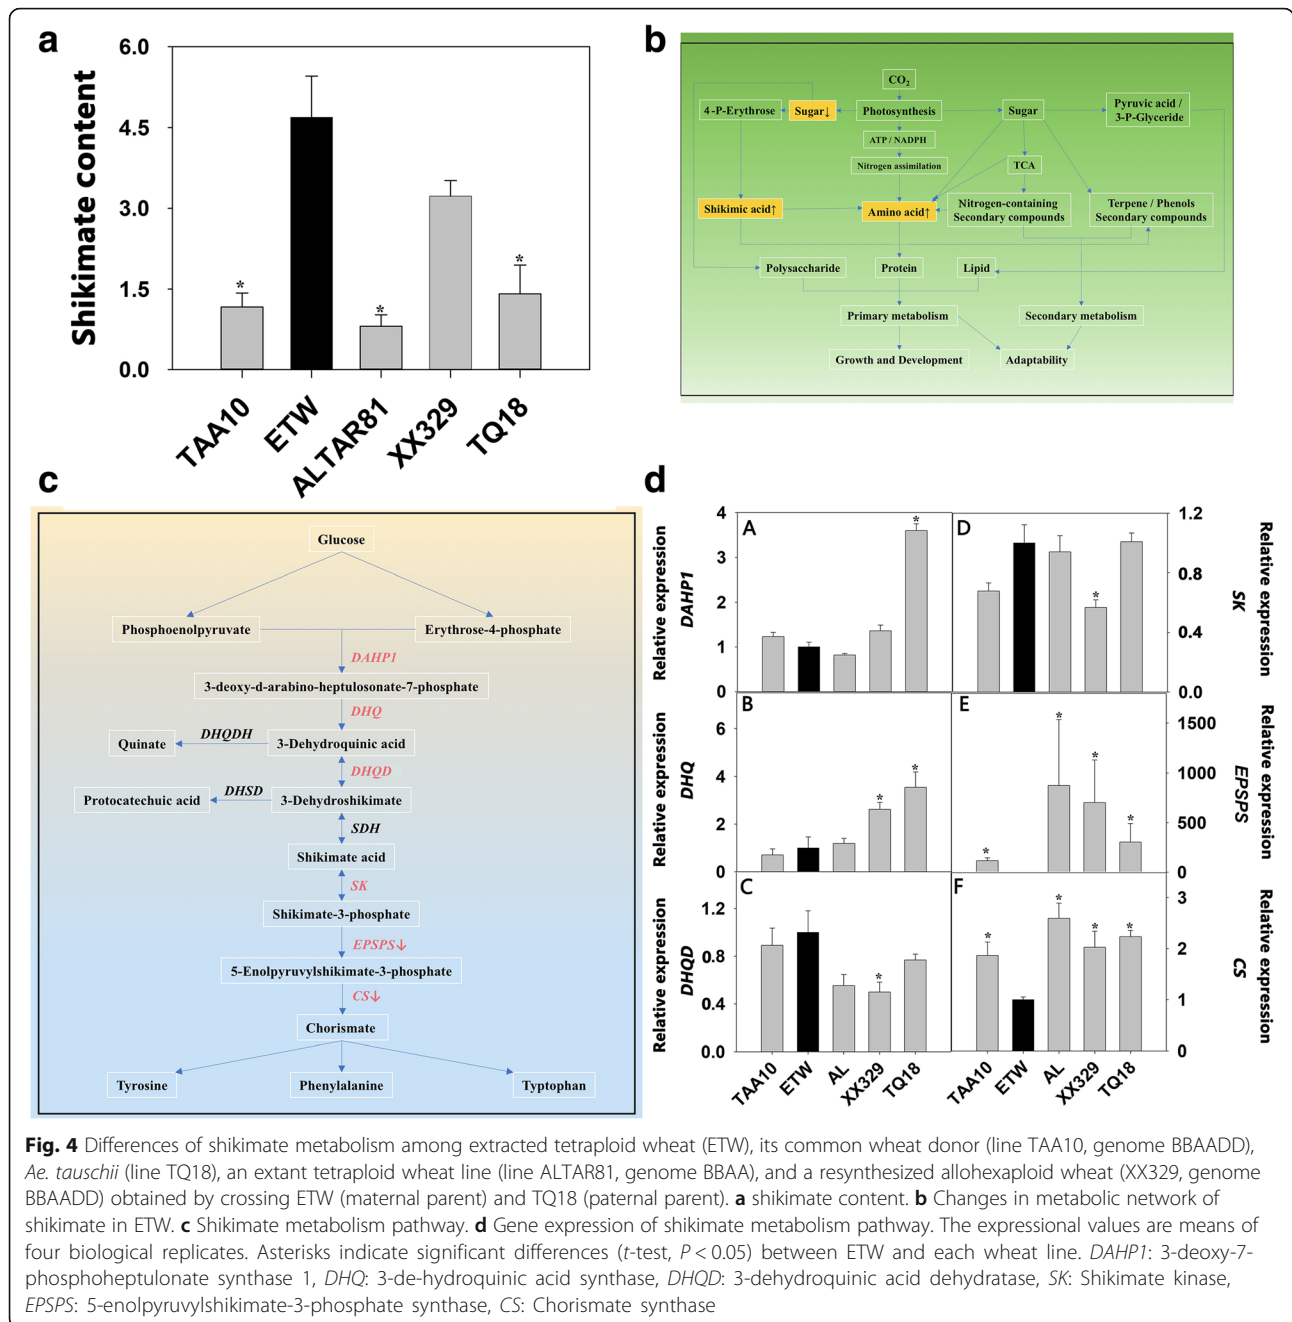 a
6.0
4.5
3.0
1.5
0.0
Shikimate content
*
*
*
TAA10
ETW
ALTAR81
XX329
TQ18
b
CO2
4-P-Erythrose
Sugar↓
Photosynthesis
Sugar
Pyruvic acid /
3-P-Glyceride
ATP / NADPH
Nitrogen assimilation
TCA
Shikimic acid↑
Amino acid↑
Nitrogen-containing
Secondary compounds
Terpene / Phenols
Secondary compounds
Polysaccharide
Protein
Lipid
Primary metabolism
Secondary metabolism
Growth and Development
Adaptability
c
Glucose
Phosphoenolpyruvate
Erythrose-4-phosphate
DAHP1
3-deoxy-d-arabino-heptulosonate-7-phosphate
DHQ
Quinate
DHQDH
3-Dehydroquinic acid
DHQD
Protocatechuic acid
DHSD
3-Dehydroshikimate
SDH
Shikimate acid
SK
Shikimate-3-phosphate
EPSPS↓
5-Enolpyruvylshikimate-3-phosphate
CS↓
Chorismate
Tyrosine
Phenylalanine
Typtophan
d
A
Relative expression
DAHP1
4
3
2
1
0
*
D
1.2
0.8
0.4
0.0
*
Relative expression
SK
B
Relative expression
DHQ
6
4
2
0
*
*
E
1500
1000
500
0
*
*
*
*
Relative expression
EPSPS
C
Relative expression
DHQD
1.2
0.8
0.4
0.0
*
F
3
2
1
0
*
*
*
*
Relative expression
CS
TAA10
ETW
AL
XX329
TQ18
TAA10
ETW
AL
XX329
TQ18
Fig. 4 Differences of shikimate metabolism among extracted tetraploid wheat (ETW), its common wheat donor (line TAA10, genome BBAADD),
Ae. tauschii (line TQ18), an extant tetraploid wheat line (line ALTAR81, genome BBAA), and a resynthesized allohexaploid wheat (XX329, genome
BBAADD) obtained by crossing ETW (maternal parent) and TQ18 (paternal parent). a shikimate content. b Changes in metabolic network of
shikimate in ETW. c Shikimate metabolism pathway. d Gene expression of shikimate metabolism pathway. The expressional values are means of
four biological replicates. Asterisks indicate significant differences (t-test, P < 0.05) between ETW and each wheat line. DAHP1: 3-deoxy-7-
phosphoheptulonate synthase 1, DHQ: 3-de-hydroquinic acid synthase, DHQD: 3-dehydroquinic acid dehydratase, SK: Shikimate kinase,
EPSPS: 5-enolpyruvylshikimate-3-phosphate synthase, CS: Chorismate synthase